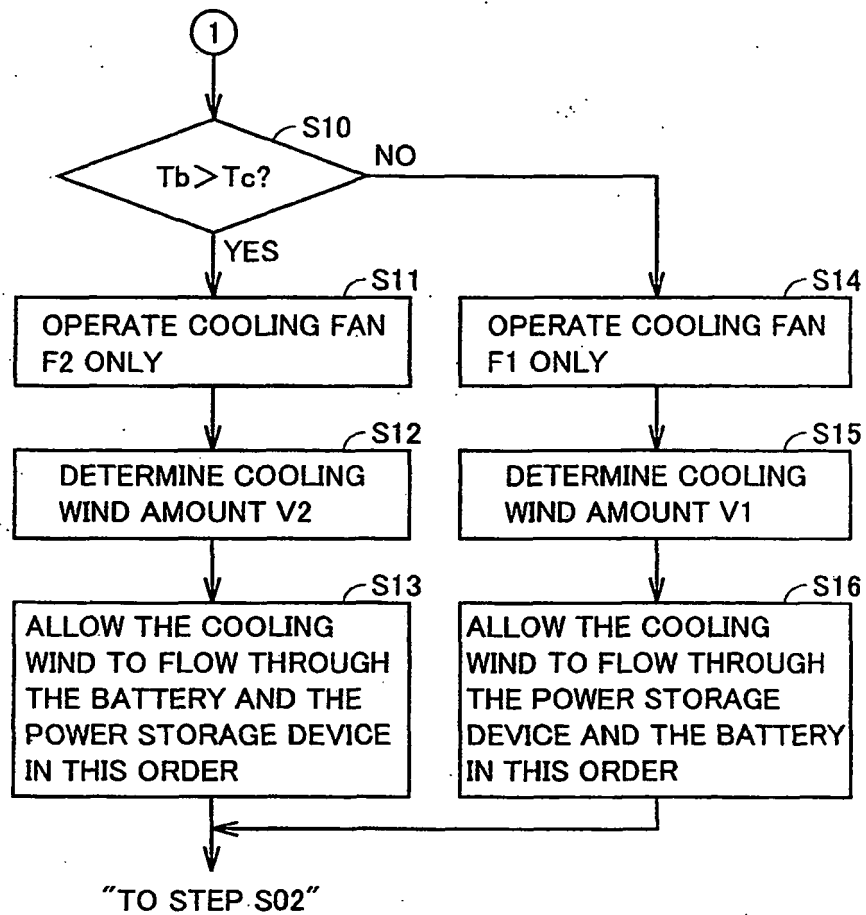 1
S10
Tb>Tc?
NO
YES
S11
OPERATE COOLING FAN
F2 ONLY
S12
DETERMINE COOLING
WIND AMOUNT V2
S13
ALLOW THE COOLING
WIND TO FLOW THROUGH
THE BATTERY AND THE
POWER STORAGE DEVICE
IN THIS ORDER
S14
OPERATE COOLING FAN
F1 ONLY
S15
DETERMINE COOLING
WIND AMOUNT V1
S16
ALLOW THE COOLING
WIND TO FLOW THROUGH
THE POWER STORAGE
DEVICE AND THE BATTERY
IN THIS ORDER
"TO STEP S02"